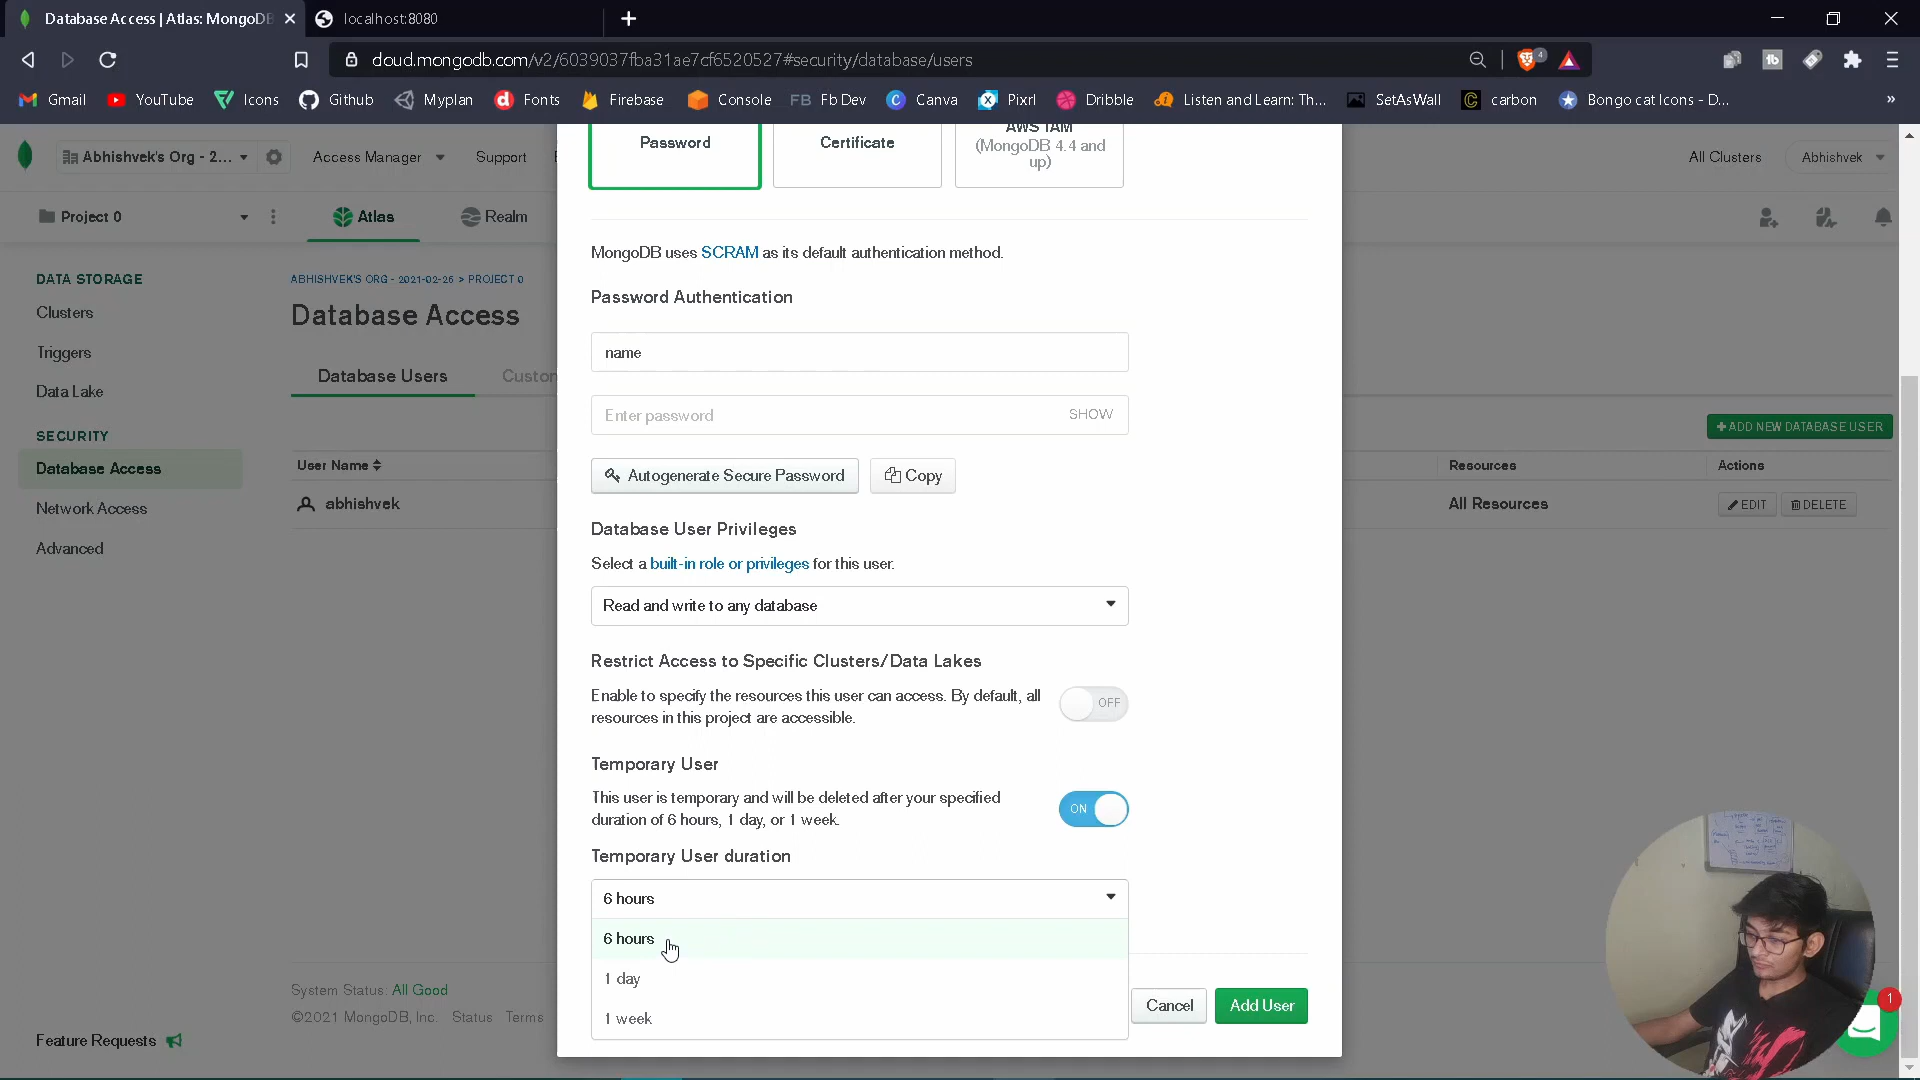 Database Access | Atlas: MongoDB
localhost:8080
cloud.mongodb.com/v2/6039037fba31ae7cf6520527#security/database/users
4
Gmail
YouTube
Icons
Github
Myplan
Fonts
Firebase
Console
FB Fb Dev
Canva
Pixrl
Dribble
Listen and Learn: Th...
SetAsWall
carbon
Bongo cat Icons - D...
»
Abhishvek's Org - 2...
Access Manager
Support
All Clusters
Abhishvek
Project 0
Atlas
Realm
DATA STORAGE
Clusters
Triggers
Data Lake
SECURITY
Database Access
Network Access
Advanced
Feature Requests
ABHISHVEK'S ORG - 2021-02-26 > PROJECT 0
Database Access
Database Users
Custom
+ ADD NEW DATABASE USER
User Name
Resources
Actions
abhishvek
All Resources
EDIT
DELETE
System Status: All Good
©2021 MongoDB, Inc. Status Terms
Password
Certificate
AWS IAM
(MongoDB 4.4 and
up)
MongoDB uses SCRAM as its default authentication method.
Password Authentication
name
Enter password
SHOW
Autogenerate Secure Password
Copy
Database User Privileges
Select a built-in role or privileges for this user.
Read and write to any database
Restrict Access to Specific Clusters/Data Lakes
Enable to specify the resources this user can access. By default, all
resources in this project are accessible.
OFF
Temporary User
This user is temporary and will be deleted after your specified
duration of 6 hours, 1 day, or 1 week.
ON
Temporary User duration
6 hours
6 hours
1 day
1 week
Cancel
Add User
1